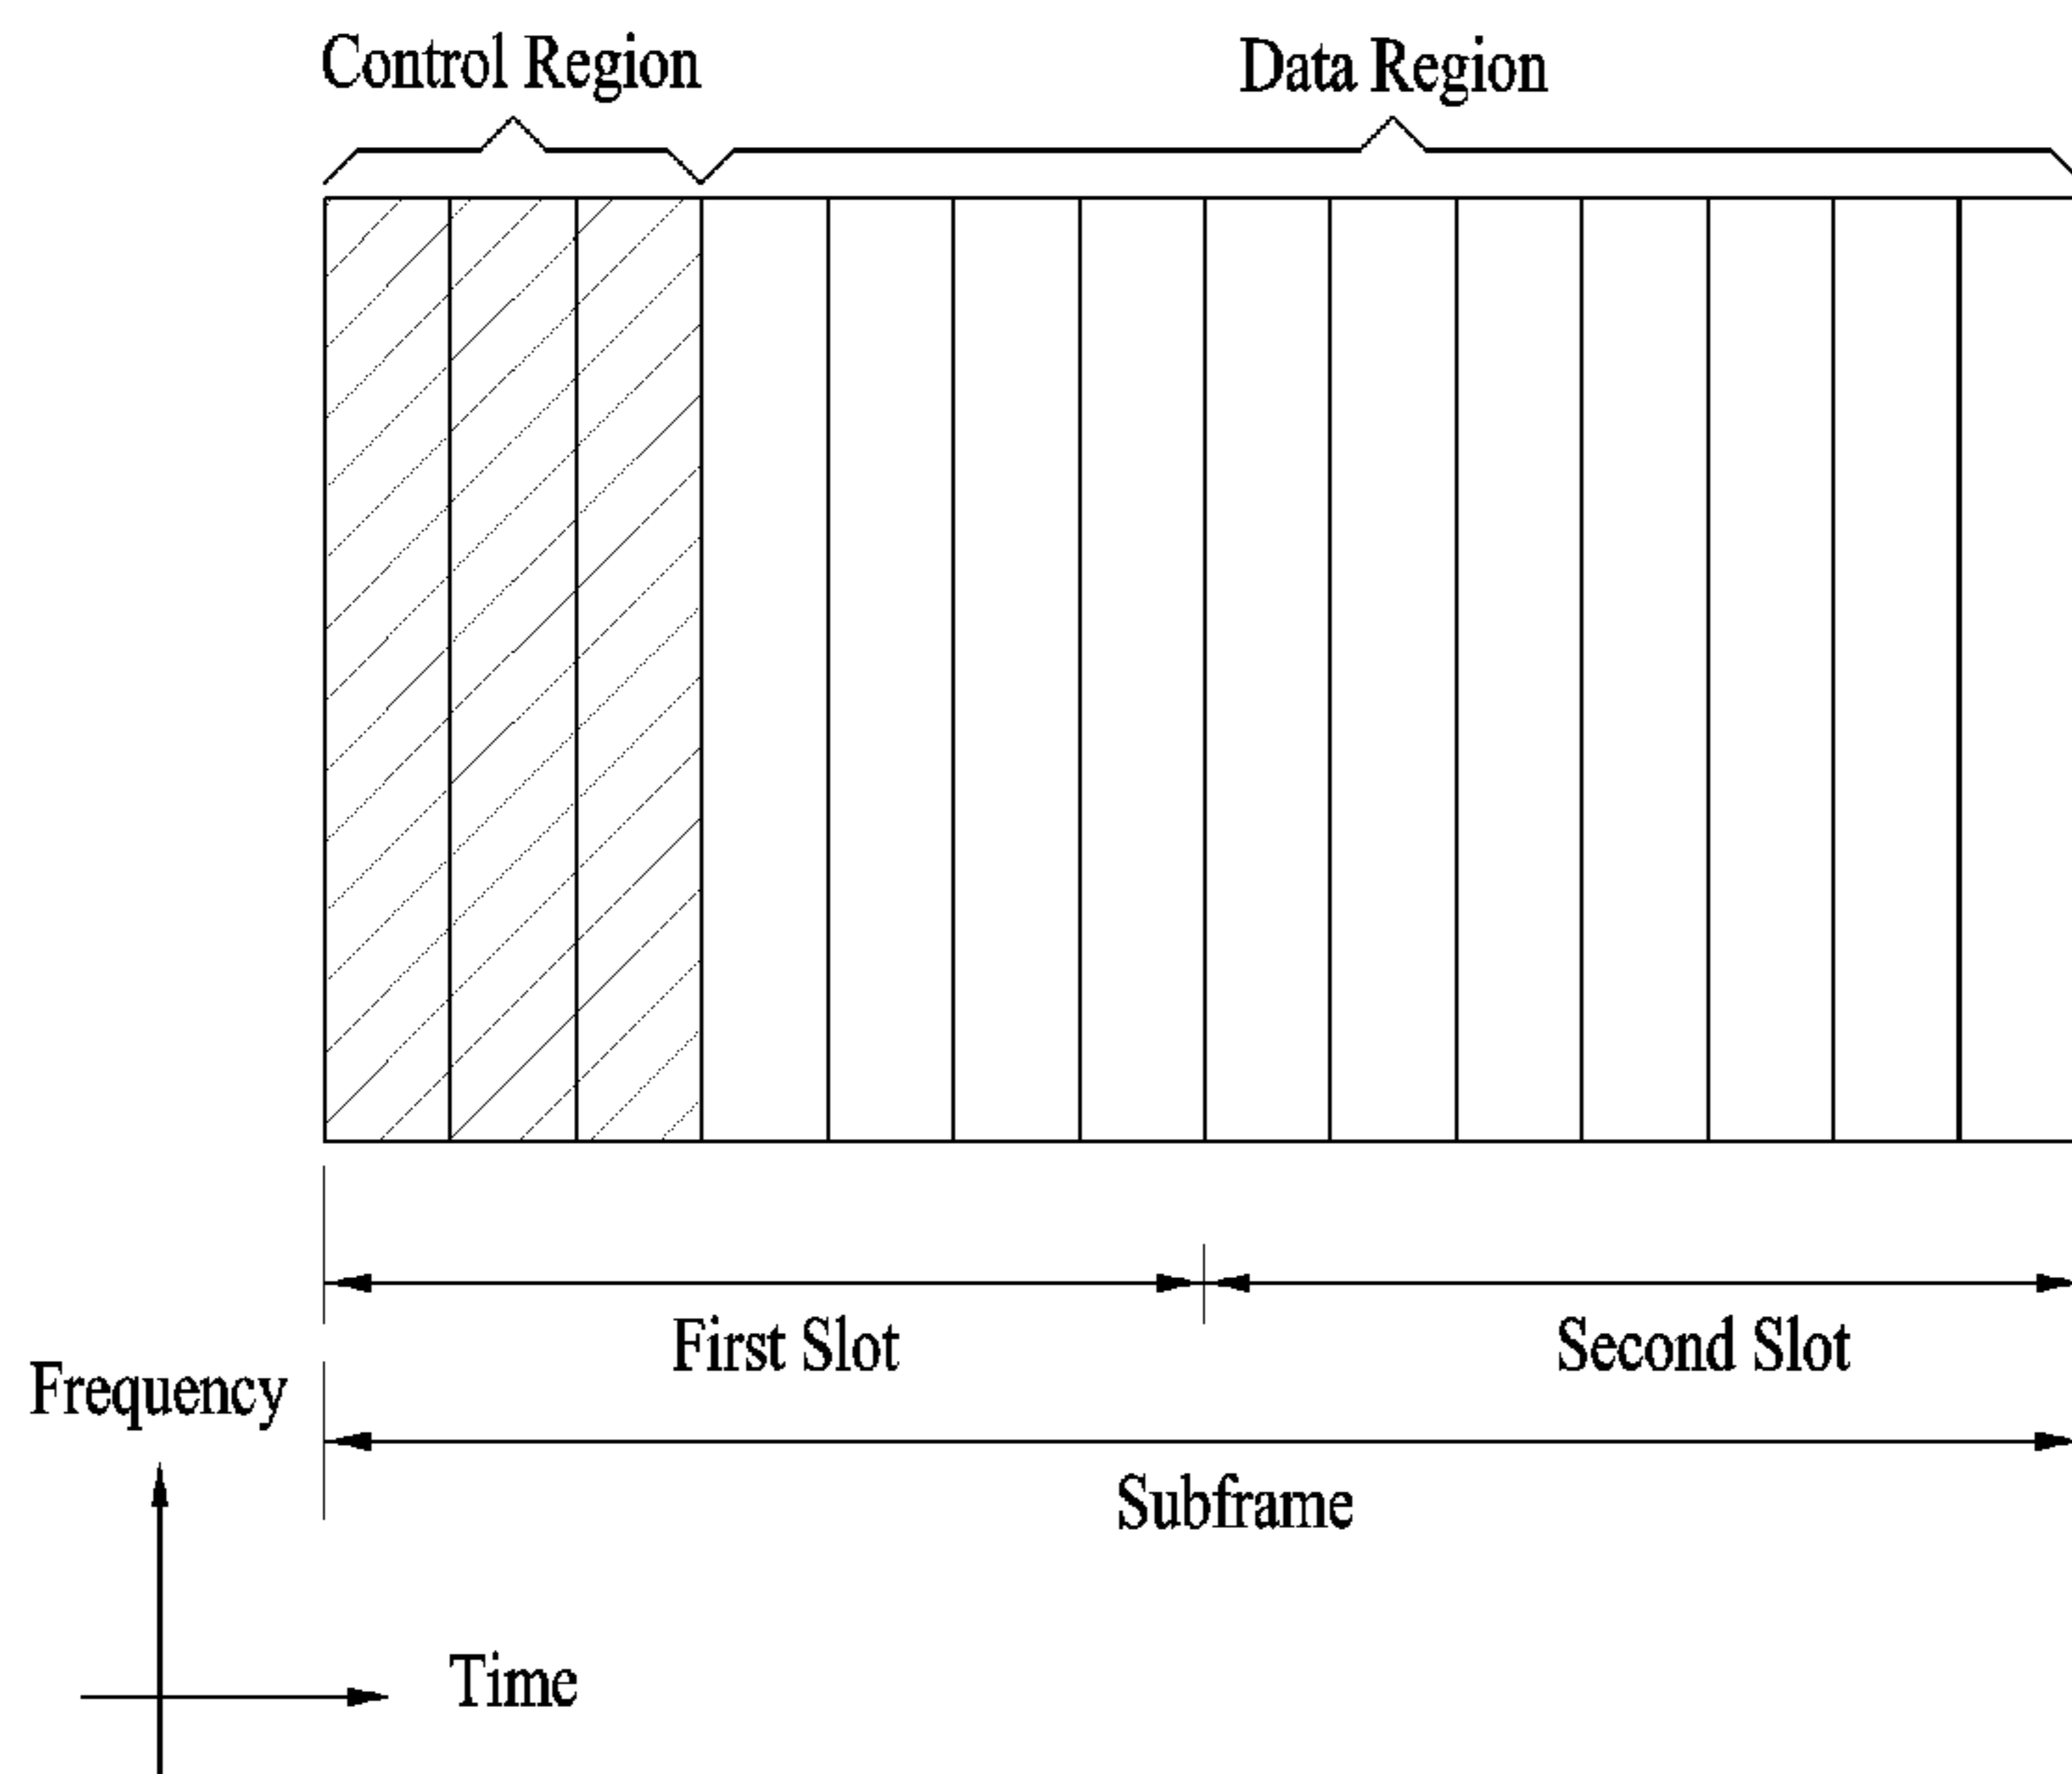 Control Region
Data Region
First Slot
Second Slot
Frequency
Subframe
Time